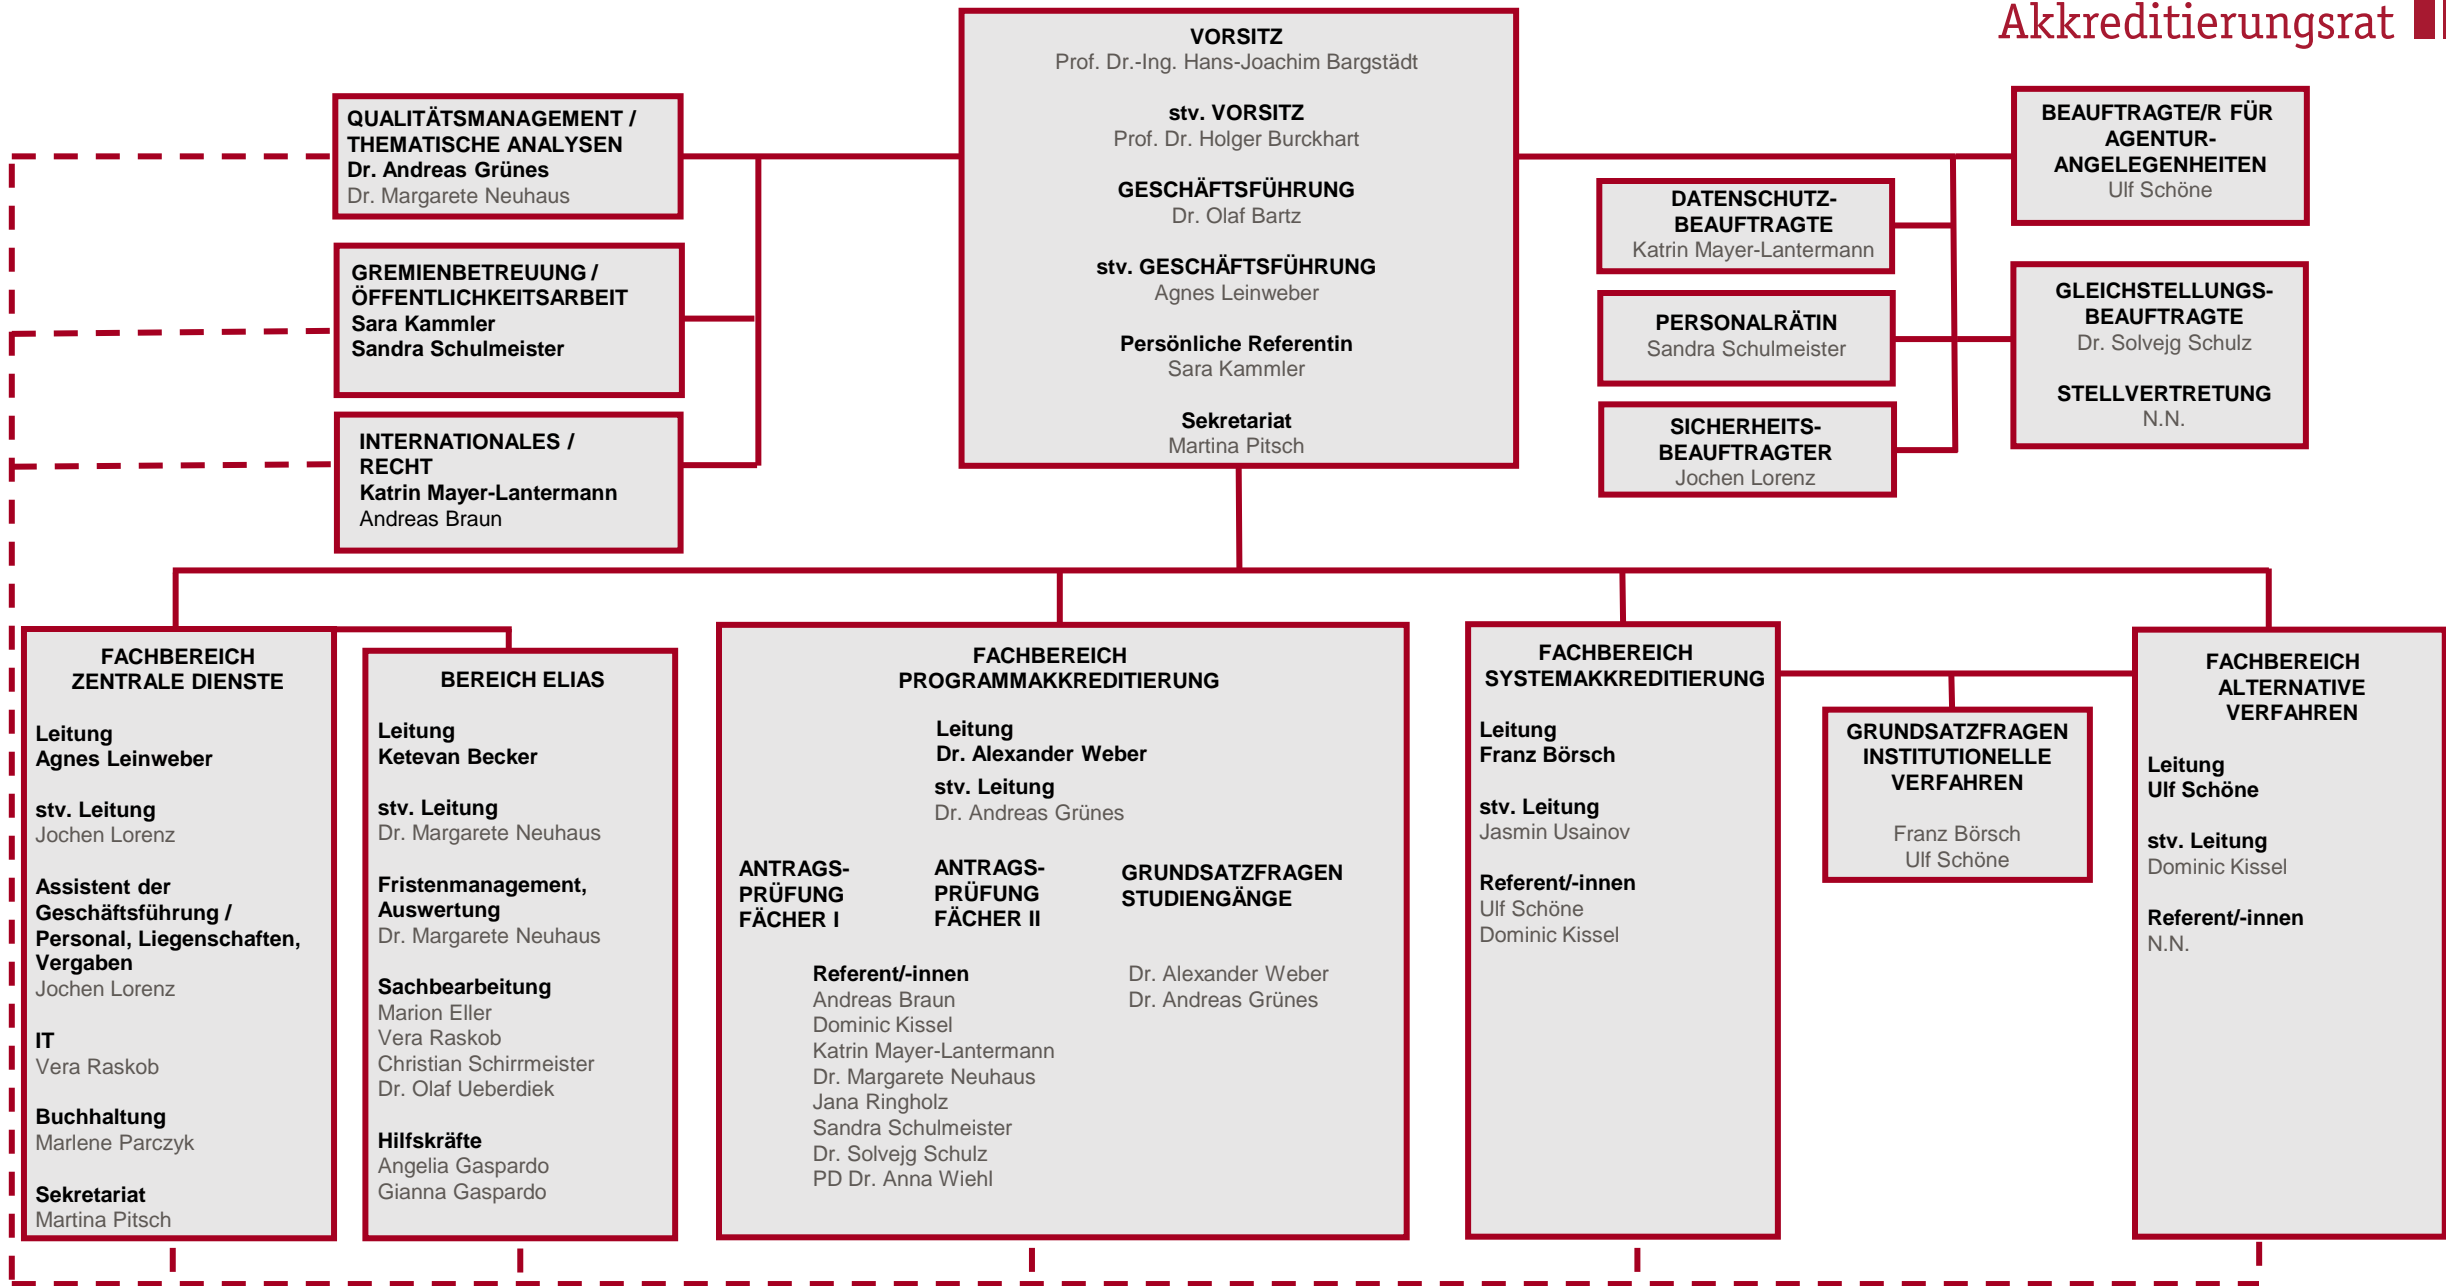 Akkreditierungsrat
VORSITZ
Prof. Dr.-Ing. Hans-Joachim Bargstädt
stv. VORSITZ
Prof. Dr. Holger Burckhart
GESCHÄFTSFÜHRUNG
Dr. Olaf Bartz
stv. GESCHÄFTSFÜHRUNG
Agnes Leinweber
Persönliche Referentin
Sara Kammler
Sekretariat
Martina Pitsch
QUALITÄTSMANAGEMENT /
THEMATISCHE ANALYSEN
Dr. Andreas Grünes
Dr. Margarete Neuhaus
GREMIENBETREUUNG /
ÖFFENTLICHKEITSARBEIT
Sara Kammler
Sandra Schulmeister
INTERNATIONALES /
RECHT
Katrin Mayer-Lantermann
Andreas Braun
DATENSCHUTZ-
BEAUFTRAGTE
Katrin Mayer-Lantermann
PERSONALRÄTIN
Sandra Schulmeister
SICHERHEITS-
BEAUFTRAGTER
Jochen Lorenz
BEAUFTRAGTE/R FÜR
AGENTUR-
ANGELEGENHEITEN
Ulf Schöne
GLEICHSTELLUNGS-
BEAUFTRAGTE
Dr. Solvejg Schulz
STELLVERTRETUNG
N.N.
FACHBEREICH
ZENTRALE DIENSTE
Leitung
Agnes Leinweber
stv. Leitung
Jochen Lorenz
Assistent der
Geschäftsführung /
Personal, Liegenschaften,
Vergaben
Jochen Lorenz
IT
Vera Raskob
Buchhaltung
Marlene Parczyk
Sekretariat
Martina Pitsch
BEREICH ELIAS
Leitung
Ketevan Becker
stv. Leitung
Dr. Margarete Neuhaus
Fristenmanagement,
Auswertung
Dr. Margarete Neuhaus
Sachbearbeitung
Marion Eller
Vera Raskob
Christian Schirrmeister
Dr. Olaf Ueberdiek
Hilfskräfte
Angelia Gaspardo
Gianna Gaspardo
FACHBEREICH
PROGRAMMAKKREDITIERUNG
Leitung
Dr. Alexander Weber
stv. Leitung
Dr. Andreas Grünes
ANTRAGS-
PRÜFUNG
FÄCHER I
ANTRAGS-
PRÜFUNG
FÄCHER II
GRUNDSATZFRAGEN
STUDIENGÄNGE
Referent/-innen
Andreas Braun
Dominic Kissel
Katrin Mayer-Lantermann
Dr. Margarete Neuhaus
Jana Ringholz
Sandra Schulmeister
Dr. Solvejg Schulz
PD Dr. Anna Wiehl
Dr. Alexander Weber
Dr. Andreas Grünes
FACHBEREICH
SYSTEMAKKREDITIERUNG
Leitung
Franz Börsch
stv. Leitung
Jasmin Usainov
Referent/-innen
Ulf Schöne
Dominic Kissel
GRUNDSATZFRAGEN
INSTITUTIONELLE
VERFAHREN
Franz Börsch
Ulf Schöne
FACHBEREICH
ALTERNATIVE
VERFAHREN
Leitung
Ulf Schöne
stv. Leitung
Dominic Kissel
Referent/-innen
N.N.